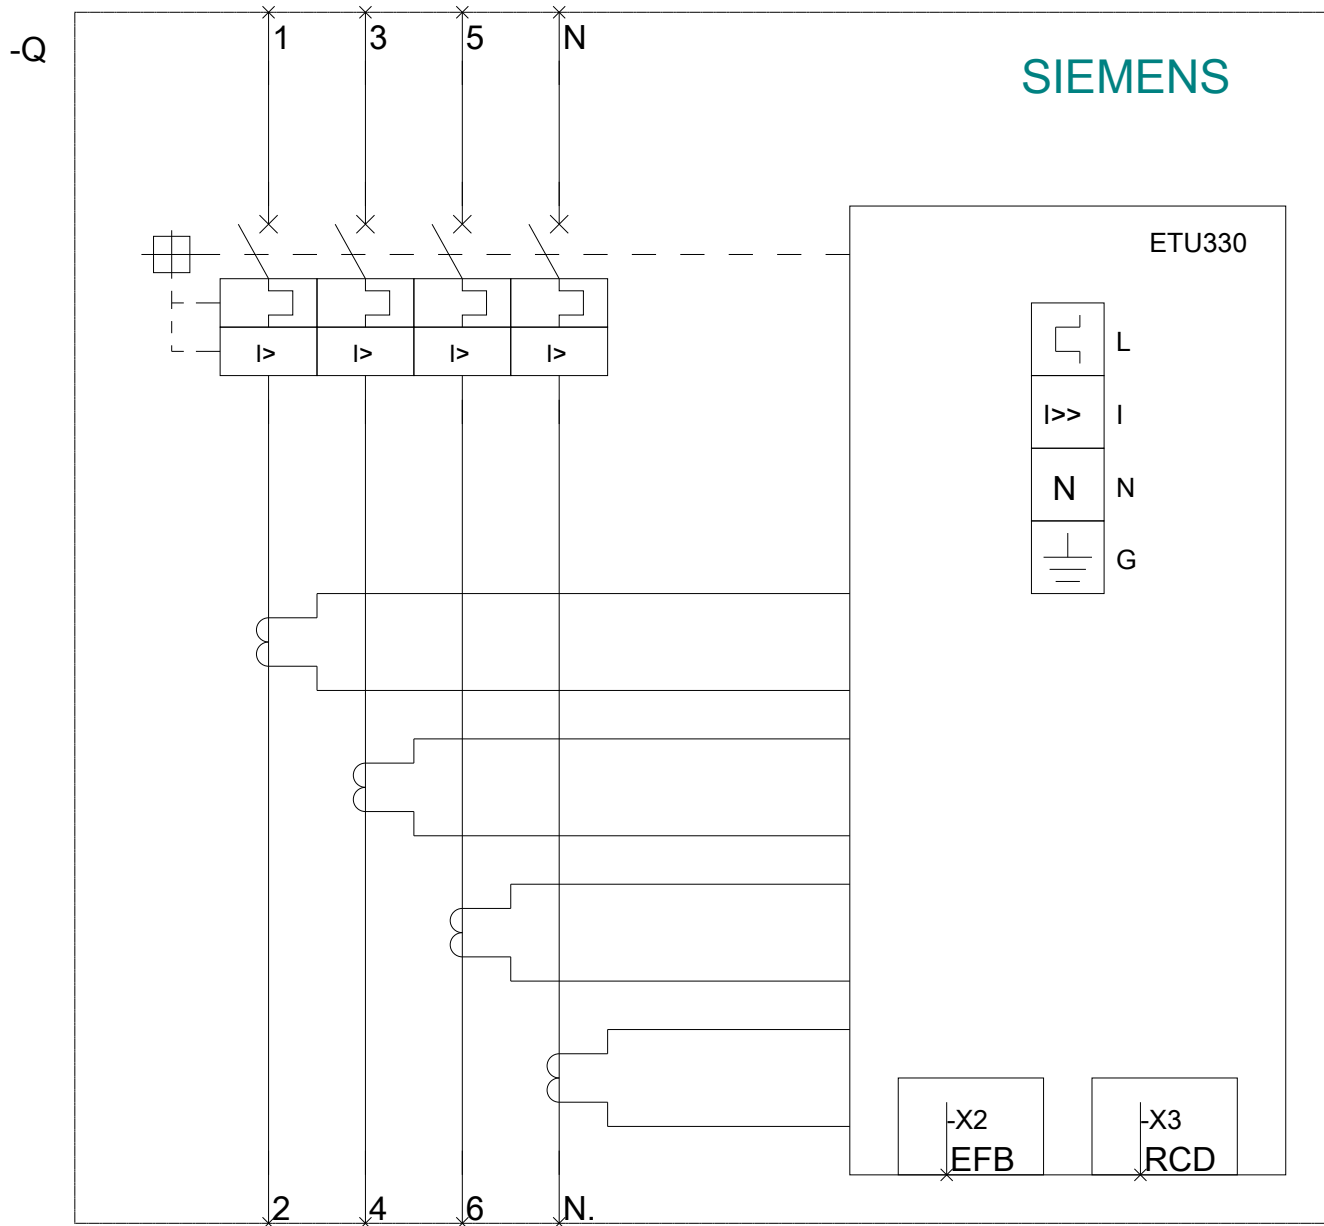 1 3 5 N
-Q
SIEMENS
ETU330
L
I> I> I> I>
I>> I
N N
G
-X2 -X3
EFB RCD
2 4 6 N.